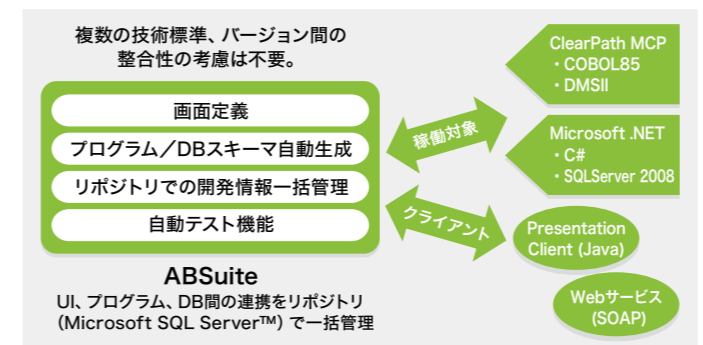 複数の技術標準、バージョン間の
整合性の考慮は不要。
画面定義
プログラム／DBスキーマ自動生成
リポジトリでの開発情報一括管理
自動テスト機能
ABSuite
UI、プログラム、DB間の連携をリポジトリ
（Microsoft SQL Server™）で一括管理
稼働対象
クライアント
ClearPath MCP
・COBOL85
・DMSII
Microsoft .NET
・C#
・SQLServer 2008
Presentation
Client (Java)
Webサービス
(SOAP)